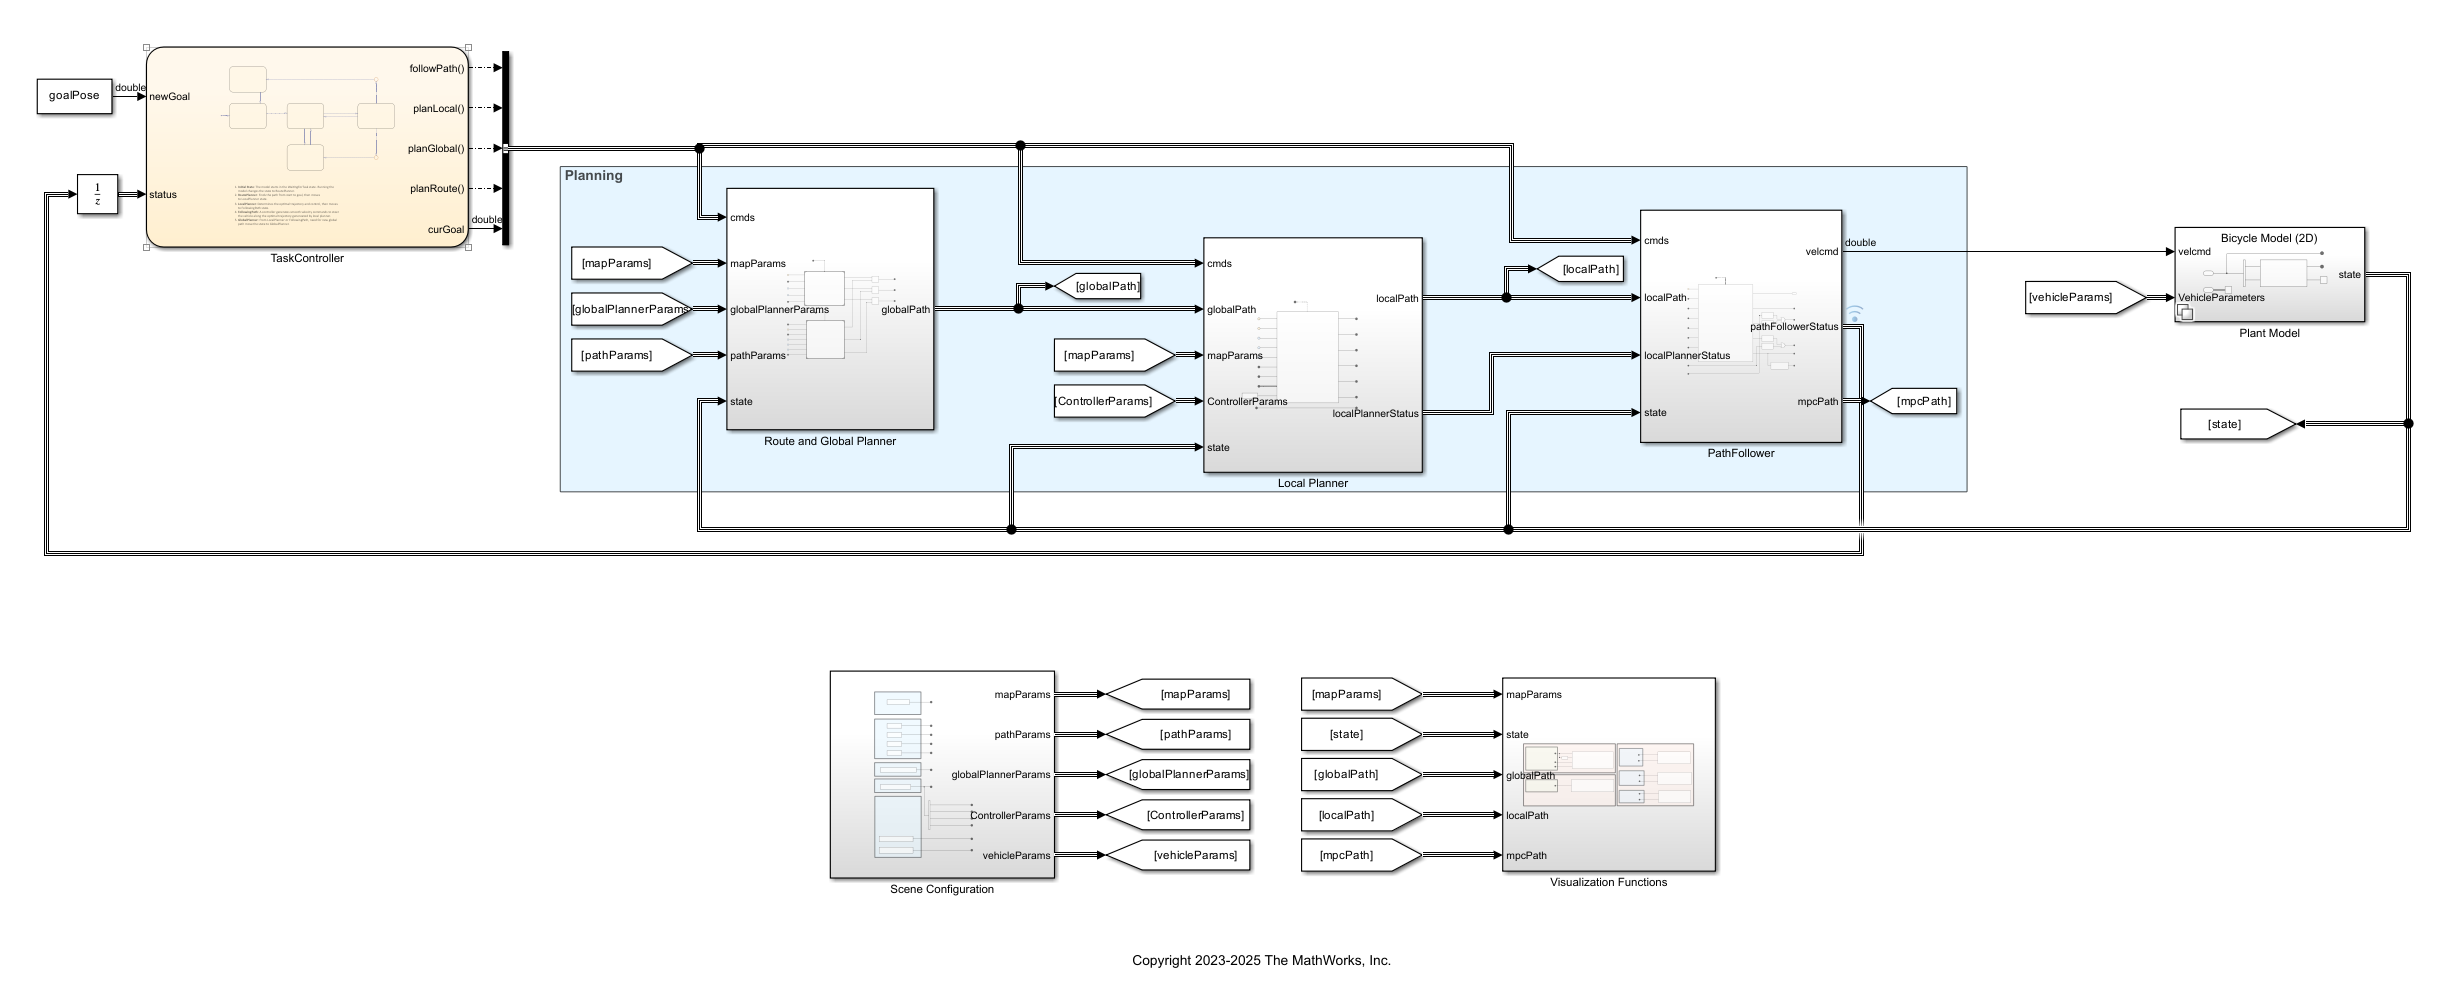 goalPose
double
newGoal
status
1
z
followPath()
planLocal()
planGlobal()
planRoute()
double
curGoal
TaskController
Planning
[mapParams]
[globalPlannerParams
[pathParams]
cmds
mapParams
globalPlannerParams
pathParams
state
globalPath
Route and Global Planner
[globalPath]
[mapParams]
[ControllerParams]
cmds
globalPath
mapParams
ControllerParams
state
localPath
localPlannerStatus
Local Planner
[localPath]
cmds
localPath
localPlannerStatus
state
velcmd
pathFollowerStatus
mpcPath
PathFollower
double
[mpcPath]
[vehicleParams]
Bicycle Model (2D)
velcmd
VehicleParameters
state
Plant Model
[state]
mapParams
pathParams
globalPlannerParams
ControllerParams
vehicleParams
Scene Configuration
[mapParams]
[pathParams]
[globalPlannerParams]
[ControllerParams]
[vehicleParams]
[mapParams]
[state]
[globalPath]
[localPath]
[mpcPath]
mapParams
state
globalPath
localPath
mpcPath
Visualization Functions
Copyright 2023-2025 The MathWorks, Inc.